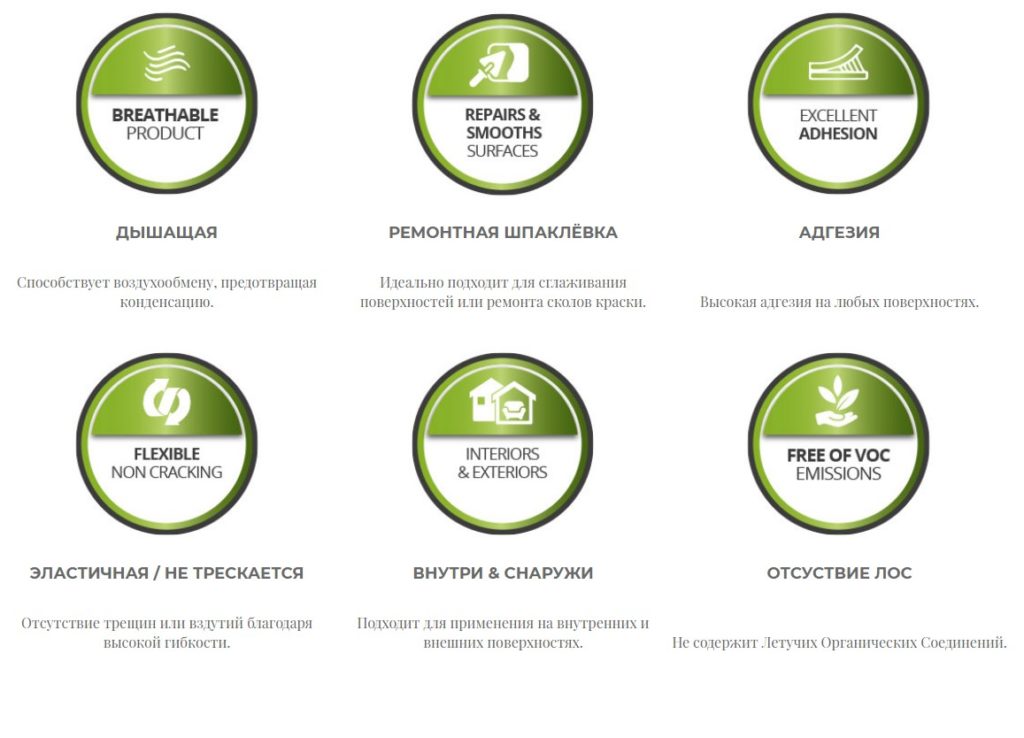 BREATHABLE
PRODUCT
ДЫШАЩАЯ
Способствует воздухообмену, предотвращая
конденсацию.
REPAIRS &
SMOOTHS
SURFACES
РЕМОНТНАЯ ШПАКЛЁВКА
Идеально подходит для сглаживания
поверхностей или ремонта сколов краски.
EXCELLENT
ADHESION
АДГЕЗИЯ
Высокая адгезия на любых поверхностях.
FLEXIBLE
NON CRACKING
ЭЛАСТИЧНАЯ / НЕ ТРЕСКАЕТСЯ
Отсутствие трещин или вздутий благодаря
высокой гибкости.
INTERIORS
& EXTERIORS
ВНУТРИ & СНАРУЖИ
Подходит для применения на внутренних и
внешних поверхностях.
FREE OF VOC
EMISSIONS
ОТСУСТВИЕ ЛОС
Не содержит Летучих Органических Соединений.